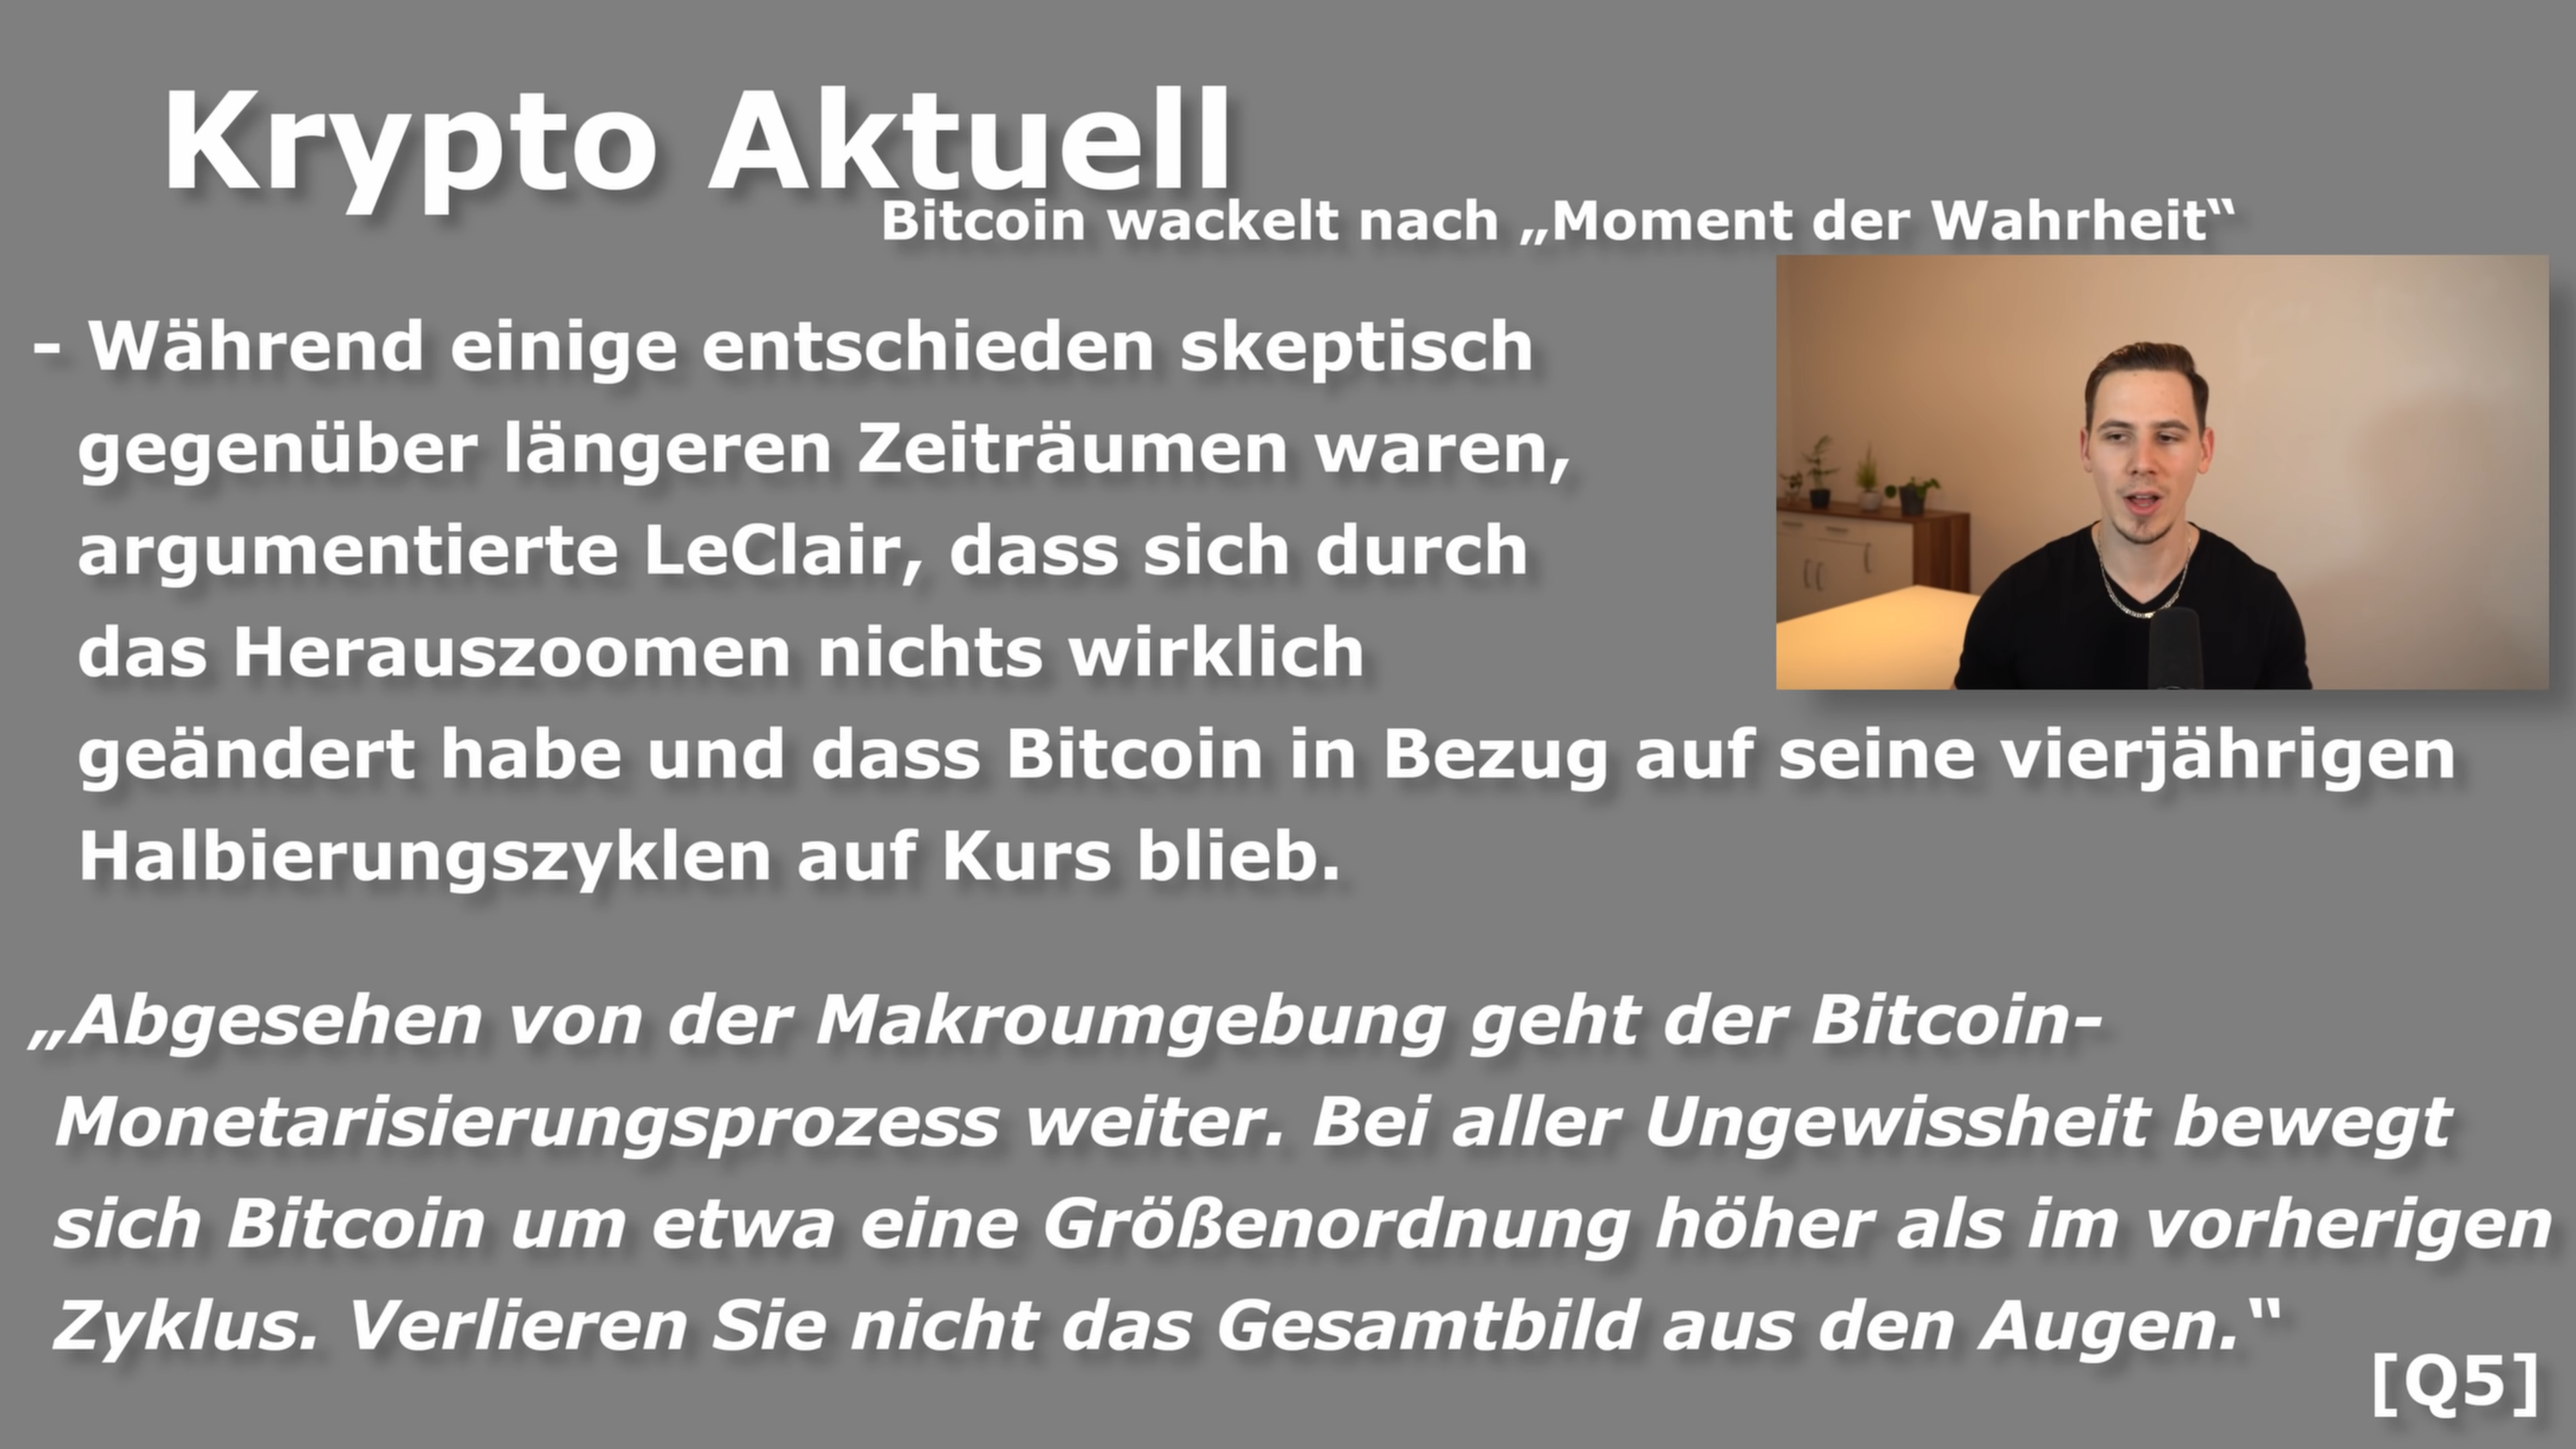 Krypto Aktuell
Bitcoin wackelt nach „Moment der Wahrheit“
- Während einige entschieden skeptisch
gegenüber längeren Zeiträumen waren,
argumentierte LeClair, dass sich durch
das Herauszoomen nichts wirklich
geändert habe und dass Bitcoin in Bezug auf seine vierjährigen
Halbierungszyklen auf Kurs blieb.
„Abgesehen von der Makroumgebung geht der Bitcoin-
Monetarisierungsprozess weiter. Bei aller Ungewissheit bewegt
sich Bitcoin um etwa eine Größenordnung höher als im vorherigen
Zyklus. Verlieren Sie nicht das Gesamtbild aus den Augen.“
[Q5]